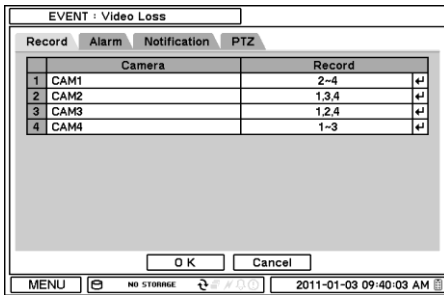 EVENT : Video Loss
Record Alarm Notification PTZ
Camera Record
1 CAM1 2~4
2 CAM2 1,3,4
3 CAM3 1,2,4
4 CAM4 1~3
OK Cancel
MENU NO STORAGE 2011-01-03 09:40:03 AM